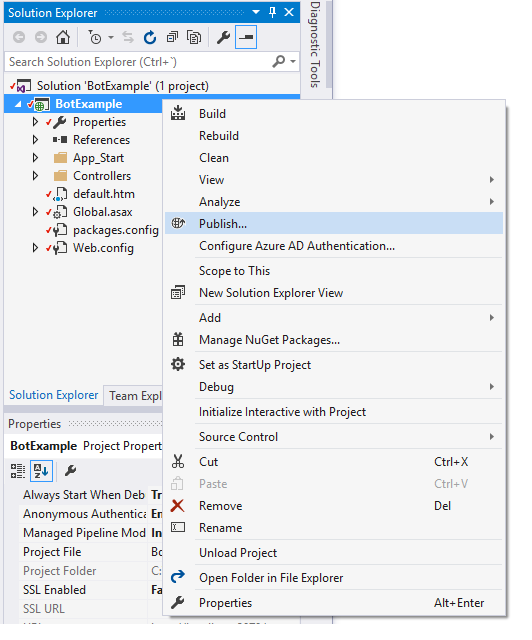 Solution Explorer
Diagnostic Tools
Search Solution Explorer (Ctrl+`)
Solution 'BotExample' (1 project)
BotExample
Properties
References
App_Start
Controllers
default.htm
Global.asax
packages.config
Web.config
Build
Rebuild
Clean
View
Analyze
Publish...
Configure Azure AD Authentication...
Scope to This
New Solution Explorer View
Add
Manage NuGet Packages...
Set as StartUp Project
Debug
Initialize Interactive with Project
Source Control
Cut Ctrl+X
Paste Ctrl+V
Remove Del
Rename
Unload Project
Open Folder in File Explorer
Properties Alt+Enter
Solution Explorer Team Expl
Properties
BotExample Project Propert
Always Start When Deb Tr
Anonymous Authentica En
Managed Pipeline Mod In
Project File Bo
Project Folder C:
SSL Enabled Fa
SSL URL